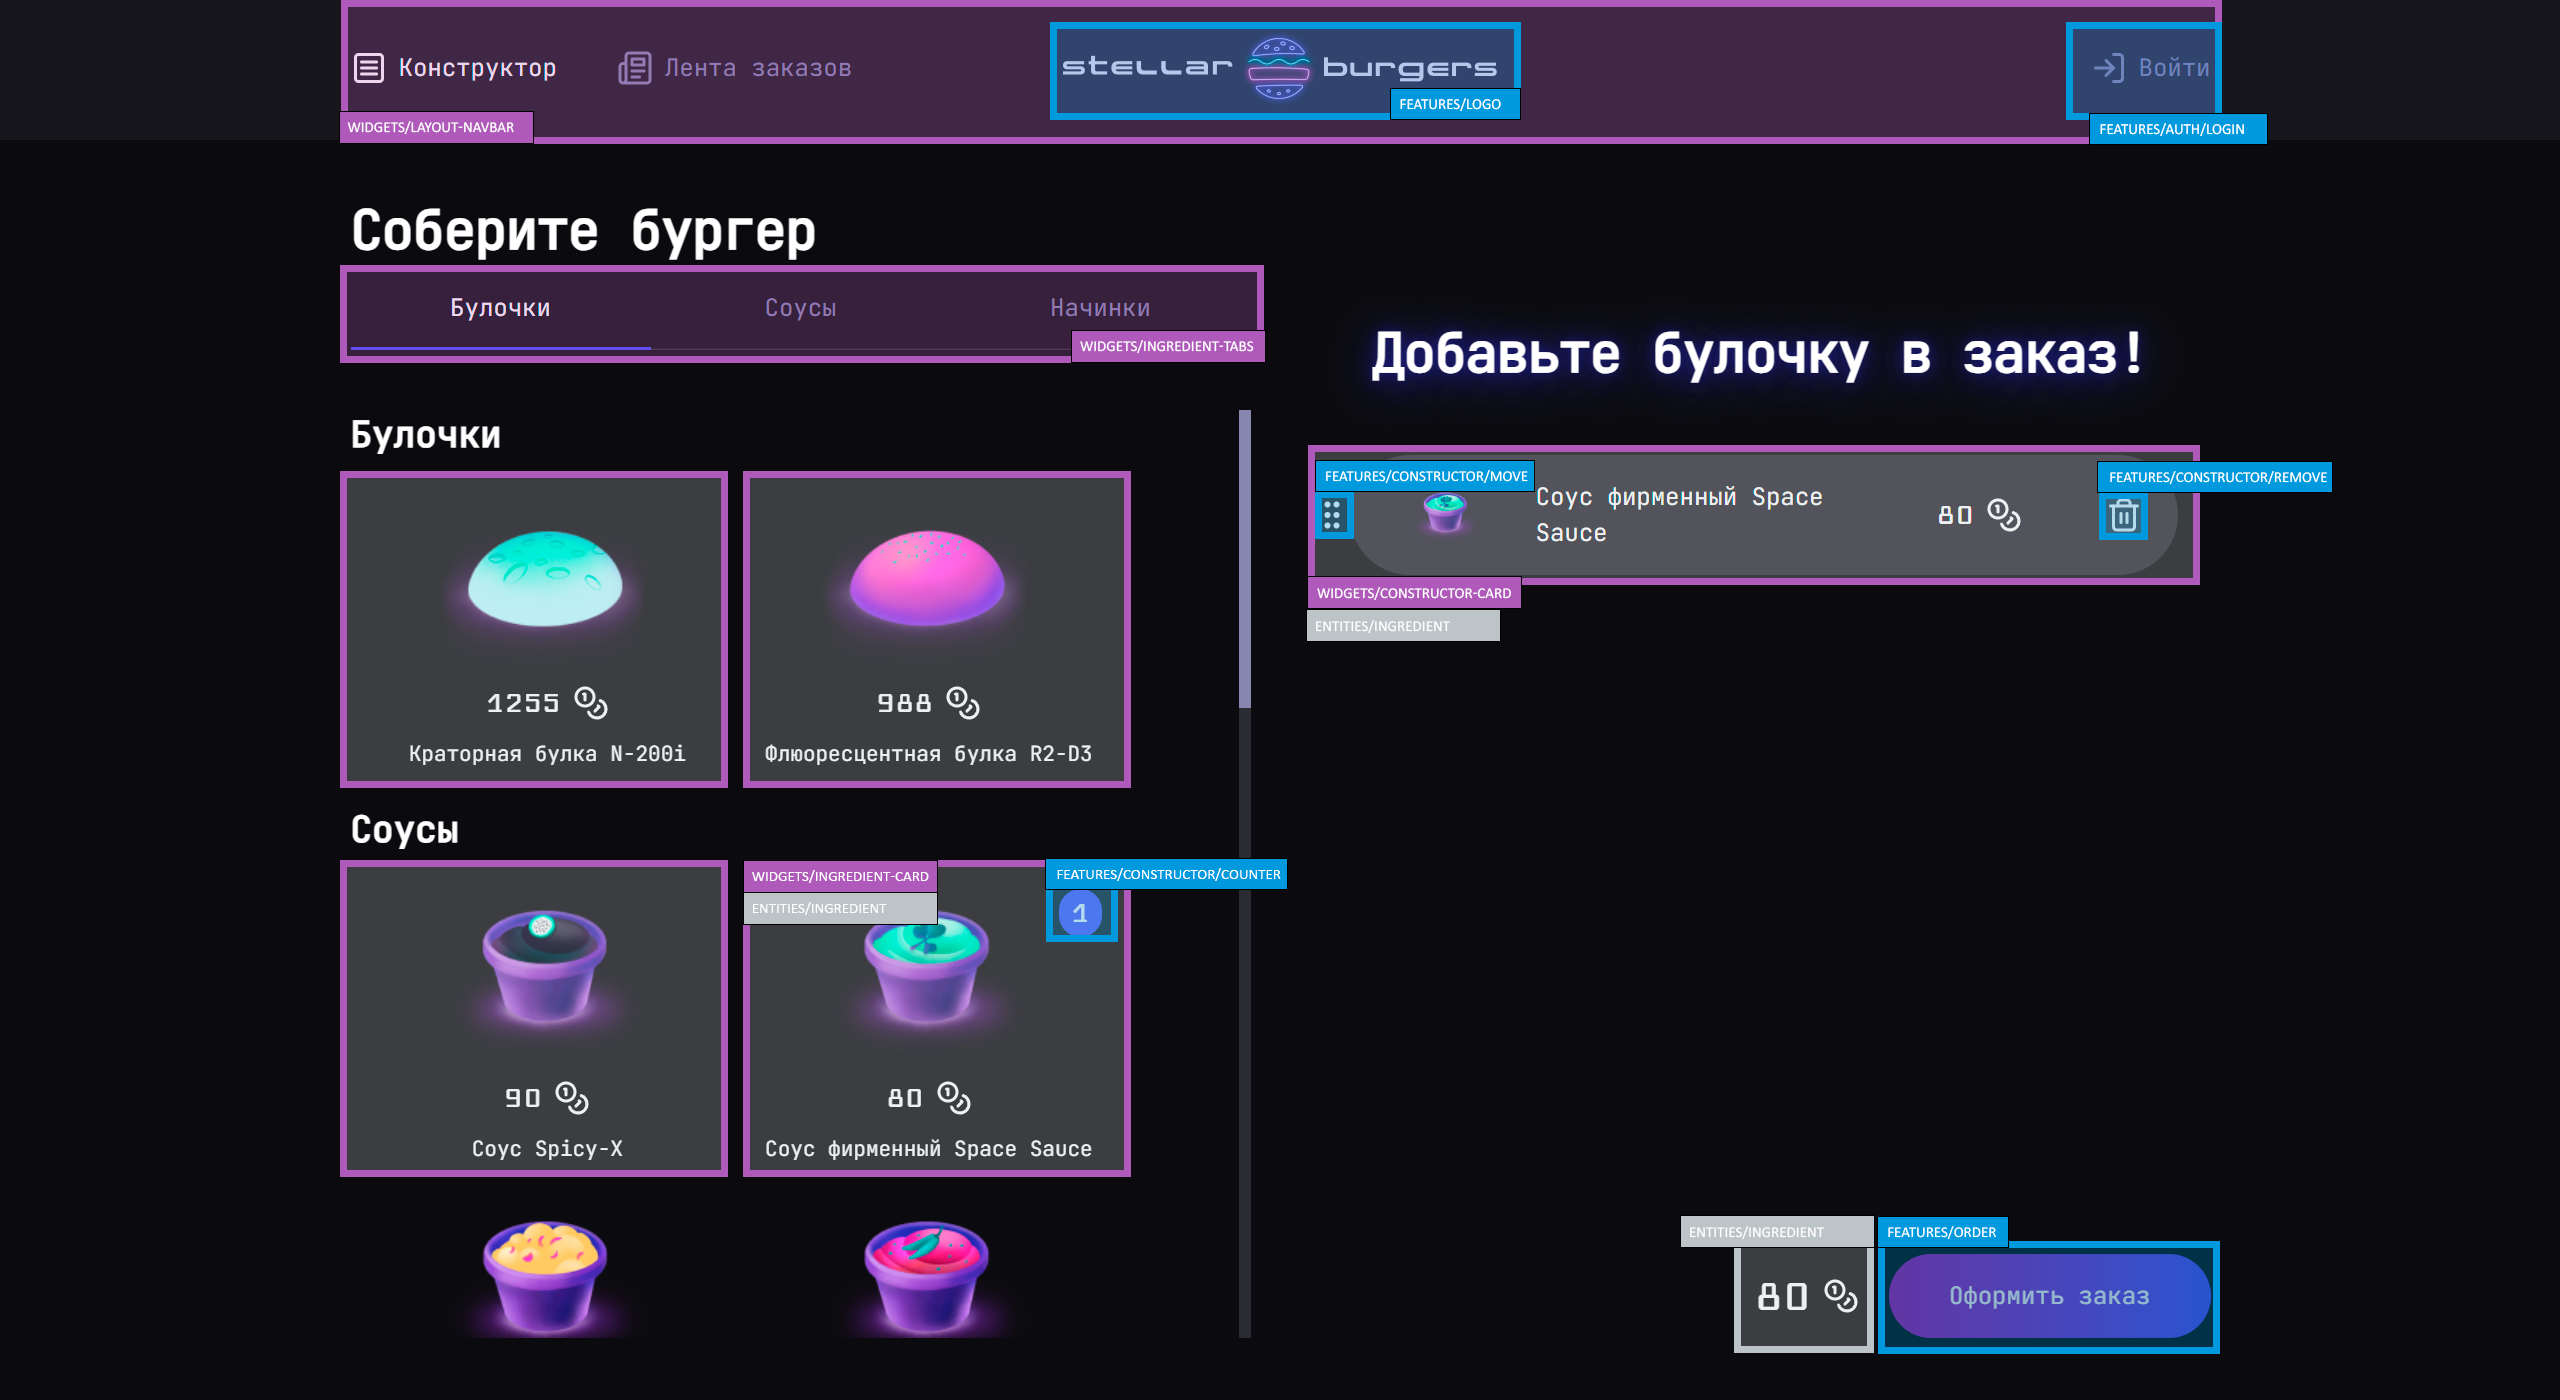 Конструктор
Лента заказов
stellar burgers
Войти
FEATURES/LOGO
WIDGETS/LAYOUT-NAVBAR
FEATURES/AUTH/LOGIN
Соберите бургер
Булочки
Соусы
Начинки
WIDGETS/INGREDIENT-TABS
Булочки
1255
Краторная булка N-200i
988
Флюоресцентная булка R2-D3
Соусы
90
Соус Spicy-X
WIDGETS/INGREDIENT-CARD
ENTITIES/INGREDIENT
FEATURES/CONSTRUCTOR/COUNTER
1
80
Соус фирменный Space Sauce
Добавьте булочку в заказ!
FEATURES/CONSTRUCTOR/MOVE
FEATURES/CONSTRUCTOR/REMOVE
Соус фирменный Space
Sauce
80
WIDGETS/CONSTRUCTOR-CARD
ENTITIES/INGREDIENT
ENTITIES/INGREDIENT
FEATURES/ORDER
80
Оформить заказ